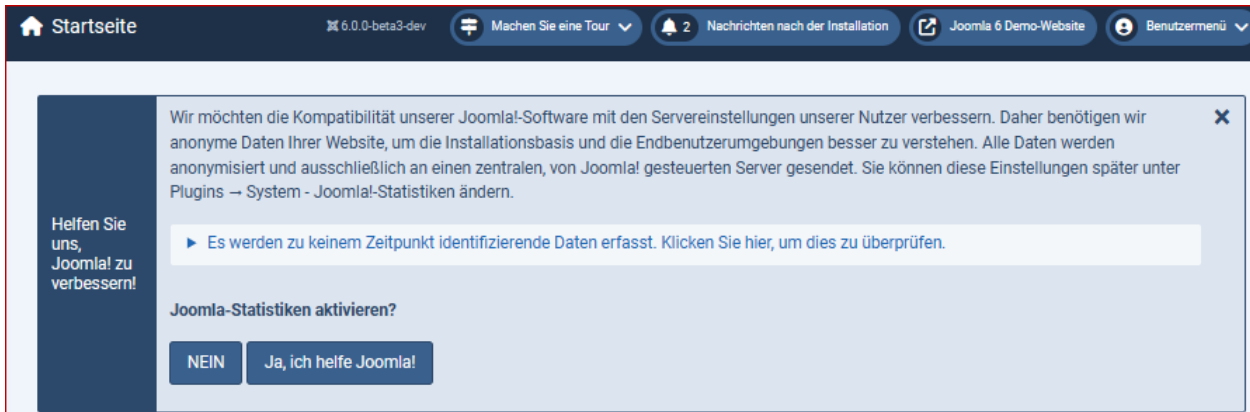 Startseite 6.0.0-beta3-dev Machen Sie eine Tour 2 Nachrichten nach der Installation Joomla 6 Demo-Website Benutzermenü
Wir möchten die Kompatibilität unserer Joomla!-Software mit den Servereinstellungen unserer Nutzer verbessern. Daher benötigen wir
anonyme Daten Ihrer Website, um die Installationsbasis und die Endbenutzerumgebungen besser zu verstehen. Alle Daten werden
anonymisiert und ausschließlich an einen zentralen, von Joomla! gesteuerten Server gesendet. Sie können diese Einstellungen später unter
Plugins → System - Joomla!-Statistiken ändern.
Helfen Sie
uns,
Joomla! zu
verbessern!
Es werden zu keinem Zeitpunkt identifizierende Daten erfasst. Klicken Sie hier, um dies zu überprüfen.
Joomla-Statistiken aktivieren?
NEIN Ja, ich helfe Joomla!